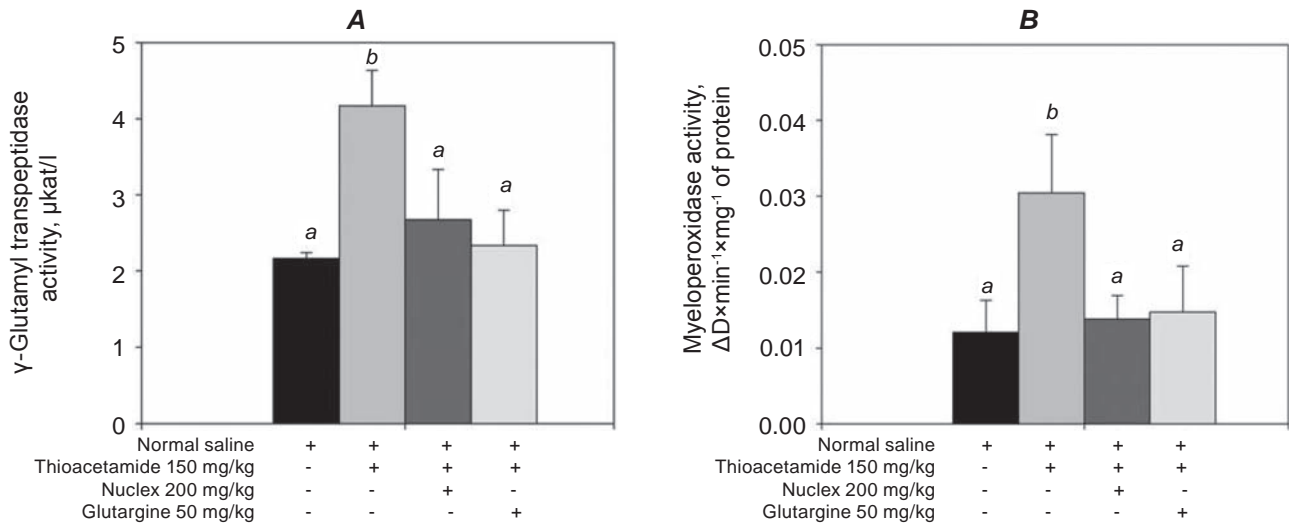 A
γ-Glutamyl transpeptidase
activity, μkat/l
5
4
3
2
1
0
a
b
a
a
Normal saline + + + +
Thioacetamide 150 mg/kg - + + +
Nuclex 200 mg/kg - - + -
Glutargine 50 mg/kg - - - +
B
Myeloperoxidase activity,
ΔD×min⁻¹×mg⁻¹ of protein
0.05
0.04
0.03
0.02
0.01
0.00
a
b
a
a
Normal saline + + + +
Thioacetamide 150 mg/kg - + + +
Nuclex 200 mg/kg - - + -
Glutargine 50 mg/kg - - - +